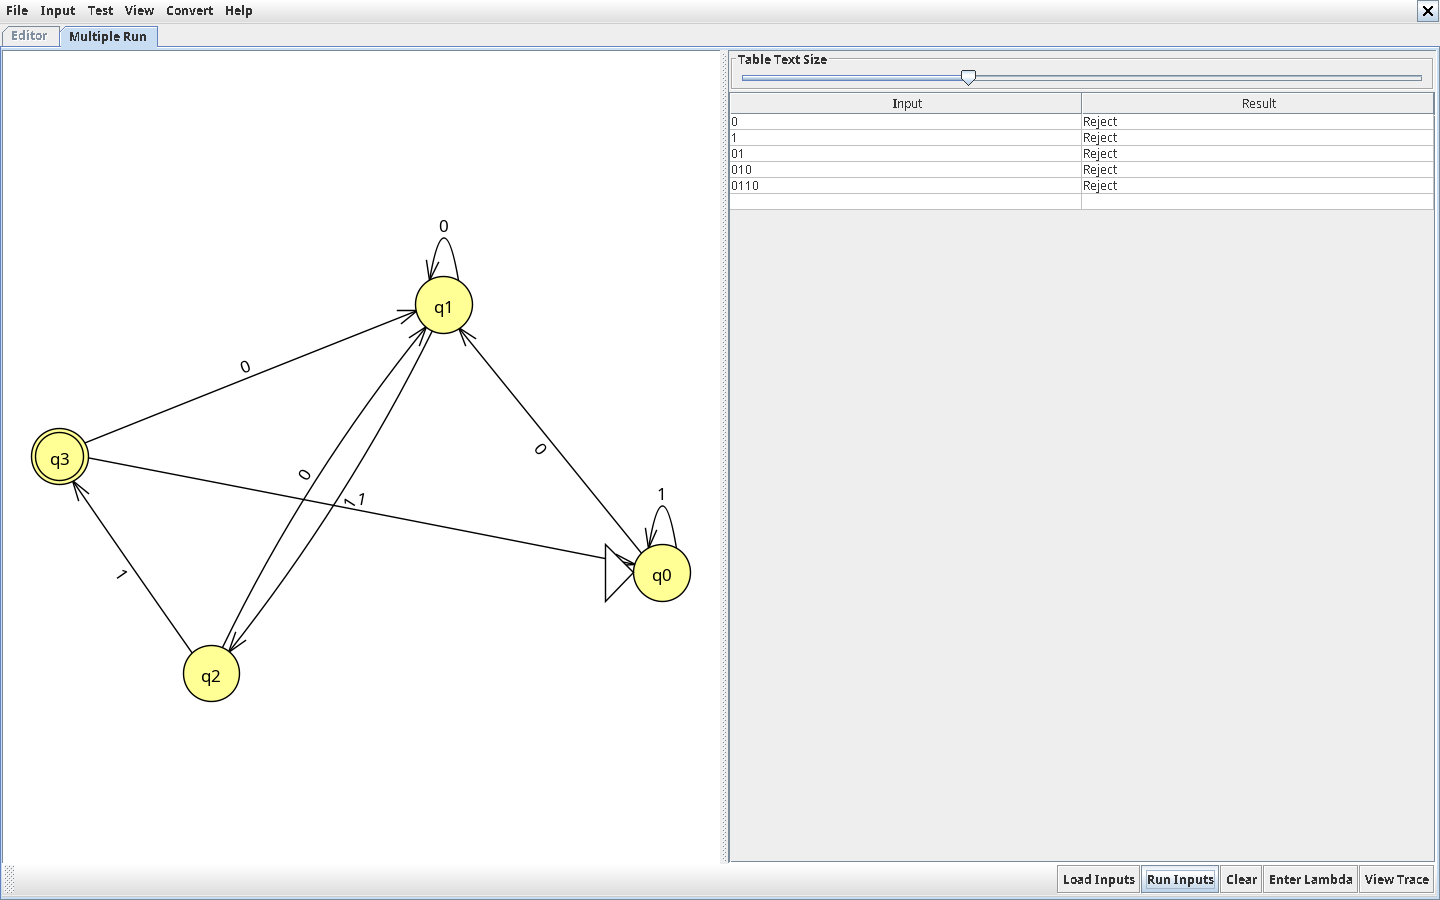 File Input Test View Convert Help
Editor Multiple Run
Table Text Size
Input Result
0 Reject
1 Reject
01 Reject
010 Reject
0110 Reject
0
q1
0
0
q3
0
1
1
1
q0
1
q2
Load Inputs Run Inputs Clear Enter Lambda View Trace